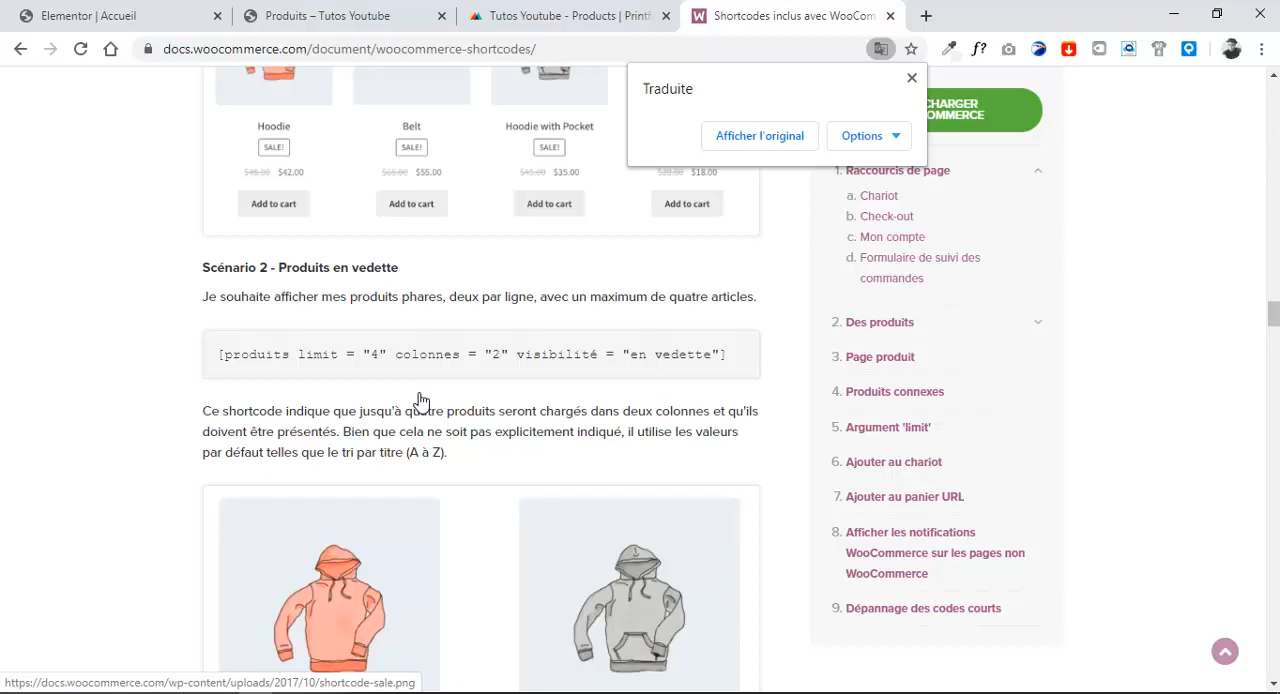 Elementor | Accueil
Produits – Tutos Youtube
Tutos Youtube - Products | Printf
Shortcodes inclus avec WooCom
docs.woocommerce.com/document/woocommerce-shortcodes/
f?
Traduite
Afficher l'original
Options
CHARGER
OMMERCE
Hoodie
Belt
Hoodie with Pocket
SALE!
SALE!
SALE!
$45.00 $42.00
$65.00 $55.00
$45.00 $35.00
$20.00 $18.00
Add to cart
Add to cart
Add to cart
Add to cart
Scénario 2 - Produits en vedette
Je souhaite afficher mes produits phares, deux par ligne, avec un maximum de quatre articles.
[produits limit = "4" colonnes = "2" visibilité = "en vedette"]
Ce shortcode indique que jusqu'à quatre produits seront chargés dans deux colonnes et qu'ils
doivent être présentés. Bien que cela ne soit pas explicitement indiqué, il utilise les valeurs
par défaut telles que le tri par titre (A à Z).
1. Raccourcis de page
a. Chariot
b. Check-out
c. Mon compte
d. Formulaire de suivi des
commandes
2. Des produits
3. Page produit
4. Produits connexes
5. Argument 'limit'
6. Ajouter au chariot
7. Ajouter au panier URL
8. Afficher les notifications
WooCommerce sur les pages non
WooCommerce
9. Dépannage des codes courts
https://docs.woocommerce.com/wp-content/uploads/2017/10/shortcode-sale.png